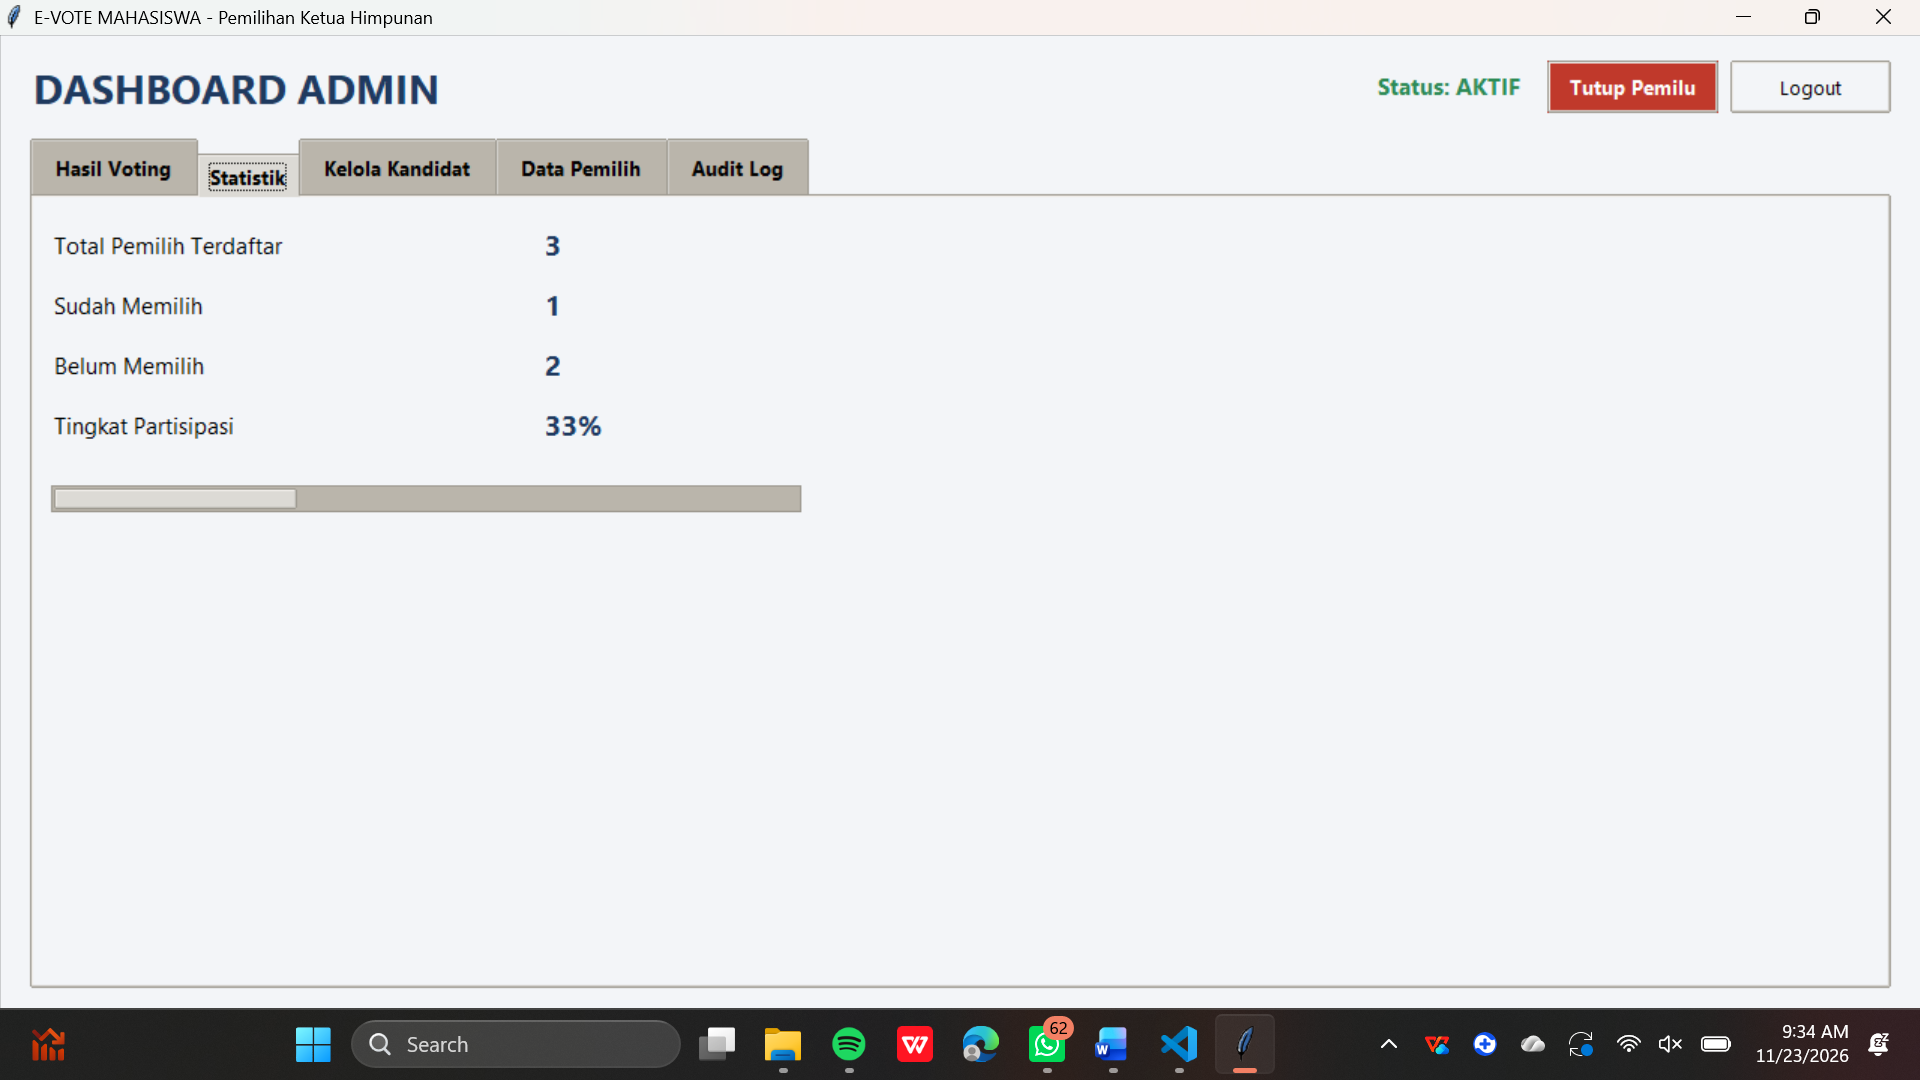 E-VOTE MAHASISWA - Pemilihan Ketua Himpunan
DASHBOARD ADMIN
Status: AKTIF
Tutup Pemilu
Logout
Hasil Voting
Statistik
Kelola Kandidat
Data Pemilih
Audit Log
Total Pemilih Terdaftar 3
Sudah Memilih 1
Belum Memilih 2
Tingkat Partisipasi 33%
Search
62
9:34 AM
11/23/2026